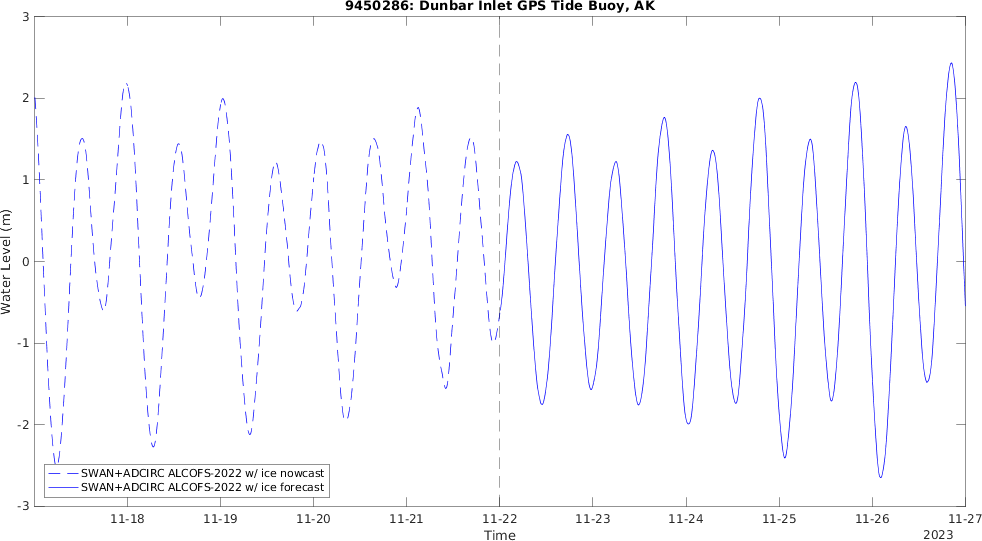 9450286: Dunbar Inlet GPS Tide Buoy, AK
3
2
1
0
-1
-2
-3
Water Level (m)
SWAN+ADCIRC ALCOFS-2022 w/ ice nowcast
SWAN+ADCIRC ALCOFS-2022 w/ ice forecast
11-18 11-19 11-20 11-21 11-22 11-23 11-24 11-25 11-26 11-27
Time
2023